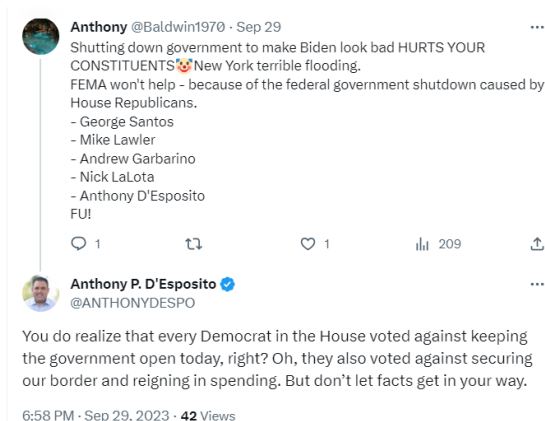 Anthony @Baldwin1970 · Sep 29
Shutting down government to make Biden look bad HURTS YOUR
CONSTITUENTS🤡New York terrible flooding.
FEMA won't help - because of the federal government shutdown caused by
House Republicans.
- George Santos
- Mike Lawler
- Andrew Garbarino
- Nick LaLota
- Anthony D'Esposito
FU!
1 1 209
Anthony P. D'Esposito
@ANTHONYDESPO
You do realize that every Democrat in the House voted against keeping
the government open today, right? Oh, they also voted against securing
our border and reigning in spending. But don’t let facts get in your way.
6:58 PM · Sep 29, 2023 · 42 Views